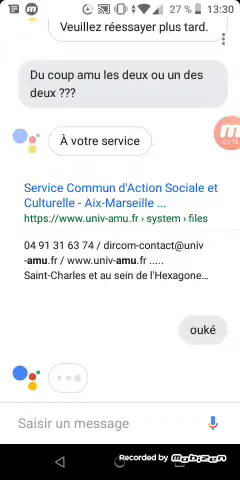 27 % 13:30
Veuillez réessayer plus tard.
Du coup amu les deux ou un des
deux ???
À votre service
Service Commun d'Action Sociale et
Culturelle - Aix-Marseille ...
https://www.univ-amu.fr › system › files
04 91 31 63 74 / dircom-contact@univ
-amu.fr / www.univ-amu.fr .....
Saint-Charles et au sein de l'Hexagone...
ouké
Saisir un message
Recorded by Mobizen